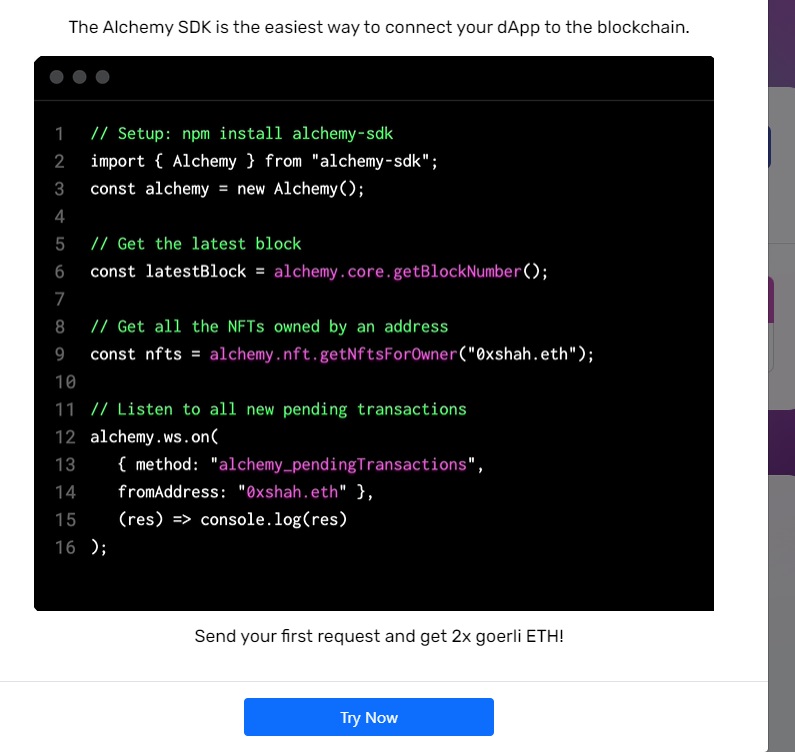 The Alchemy SDK is the easiest way to connect your dApp to the blockchain.
1 // Setup: npm install alchemy-sdk
2 import { Alchemy } from "alchemy-sdk";
3 const alchemy = new Alchemy();
4
5 // Get the latest block
6 const latestBlock = alchemy.core.getBlockNumber();
7
8 // Get all the NFTs owned by an address
9 const nfts = alchemy.nft.getNftsForOwner("0xshah.eth");
10
11 // Listen to all new pending transactions
12 alchemy.ws.on(
13    { method: "alchemy_pendingTransactions",
14    fromAddress: "0xshah.eth" },
15    (res) => console.log(res)
16 );
Send your first request and get 2x goerli ETH!
Try Now